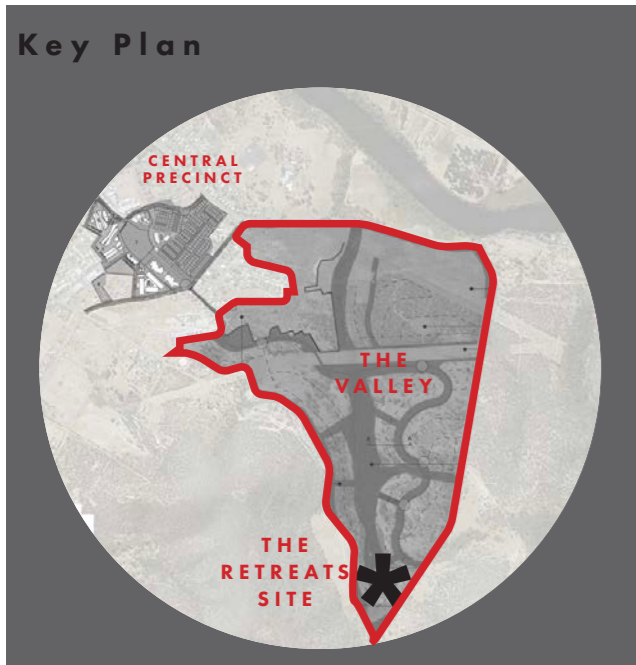 Key Plan
CENTRAL
PRECINCT
THE
VALLEY
THE
RETREATS
SITE